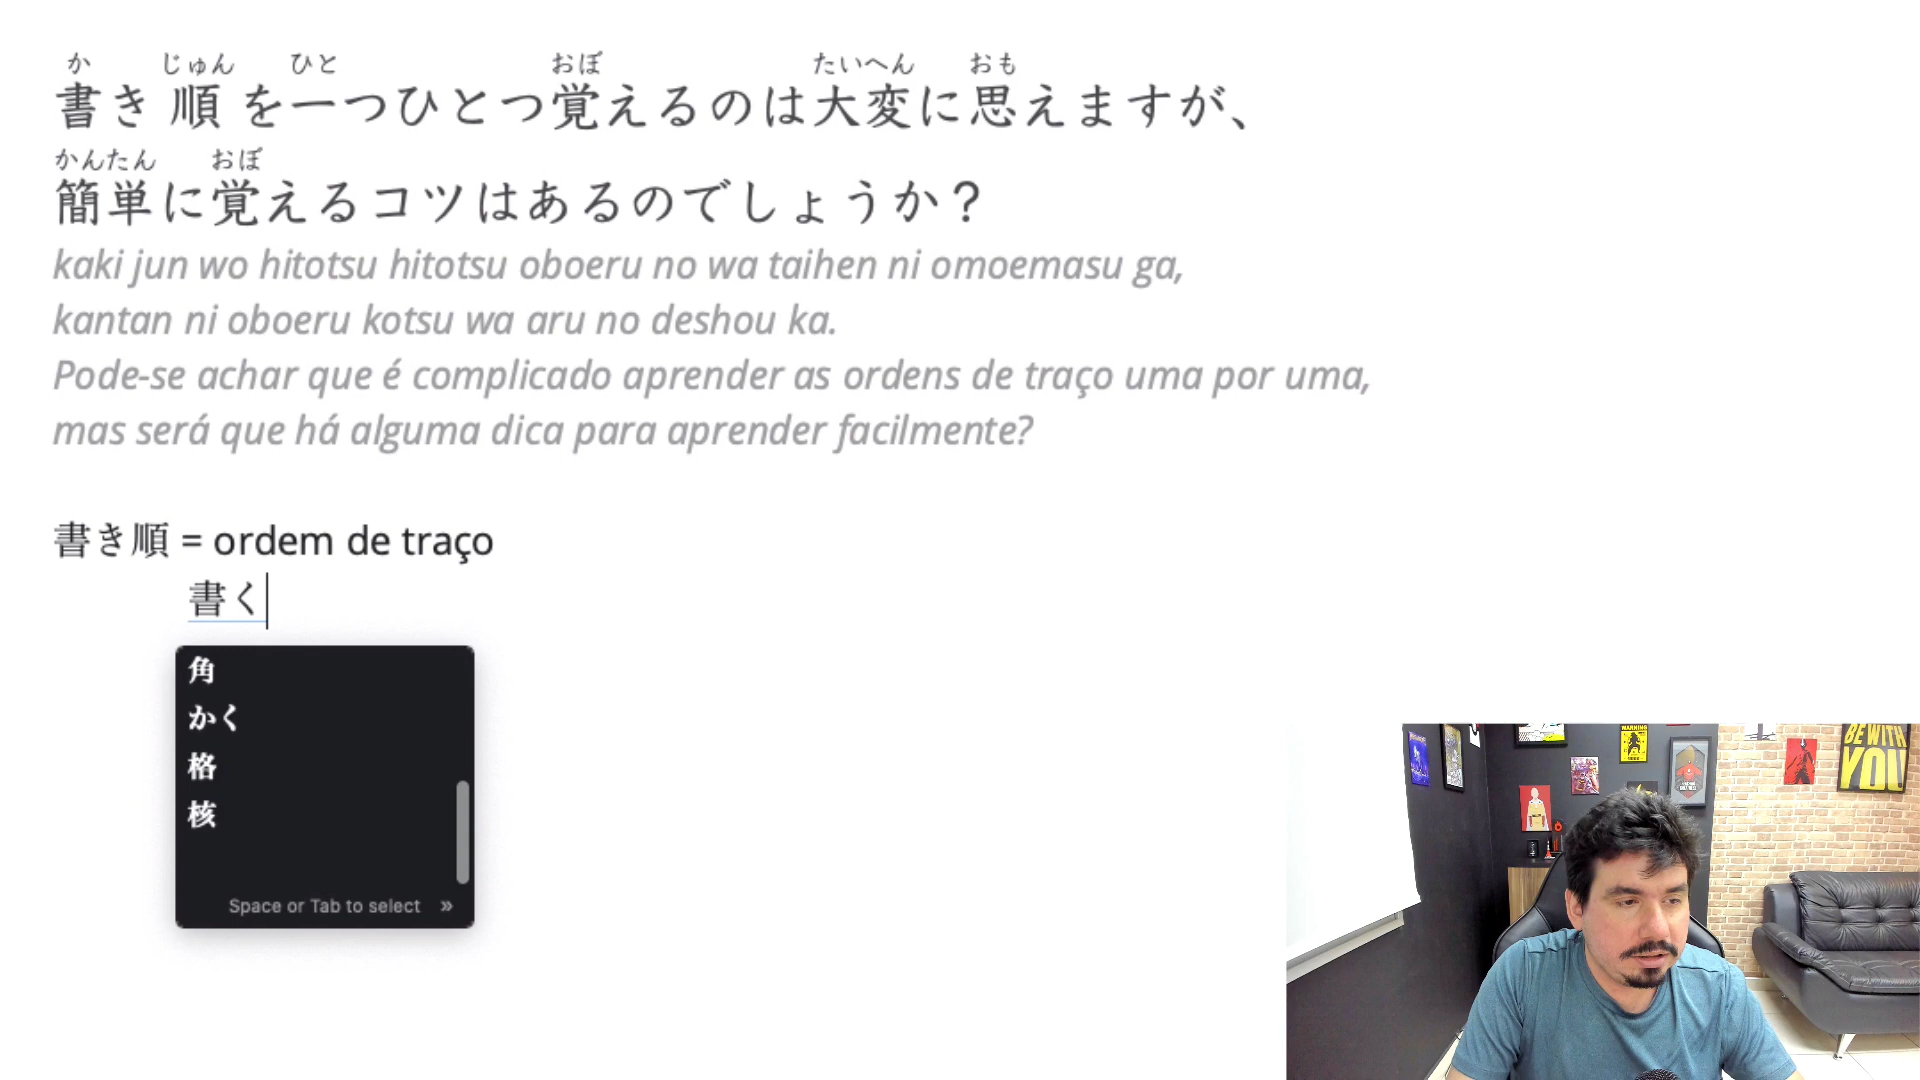 か じゅん ひと おぼ たいへん おも
書き順を一つひとつ覚えるのは大変に思えますが、
かんたん おぼ
簡単に覚えるコツはあるのでしょうか？
kaki jun wo hitotsu hitotsu oboeru no wa taihen ni omoemasu ga,
kantan ni oboeru kotsu wa aru no deshou ka.
Pode-se achar que é complicado aprender as ordens de traço uma por uma,
mas será que há alguma dica para aprender facilmente?
書き順 = ordem de traço
書く
角
かく
格
核
Space or Tab to select »
WARNING
BE WITH
YOU